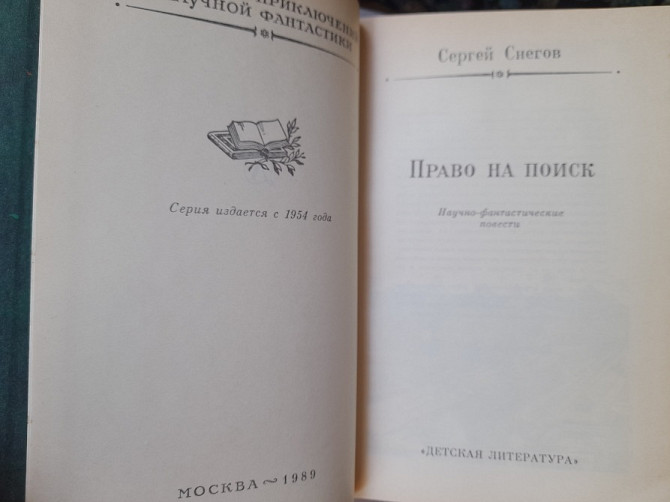 ПРИКЛЮЧЕНИ
НАУЧНОЙ ФАНТАСТИКИ
Серия издается с 1954 года
МОСКВА~1989
Сергей Снегов
Право на поиск
Научно-фантастические
повести
«ДЕТСКАЯ ЛИТЕРАТУРА»